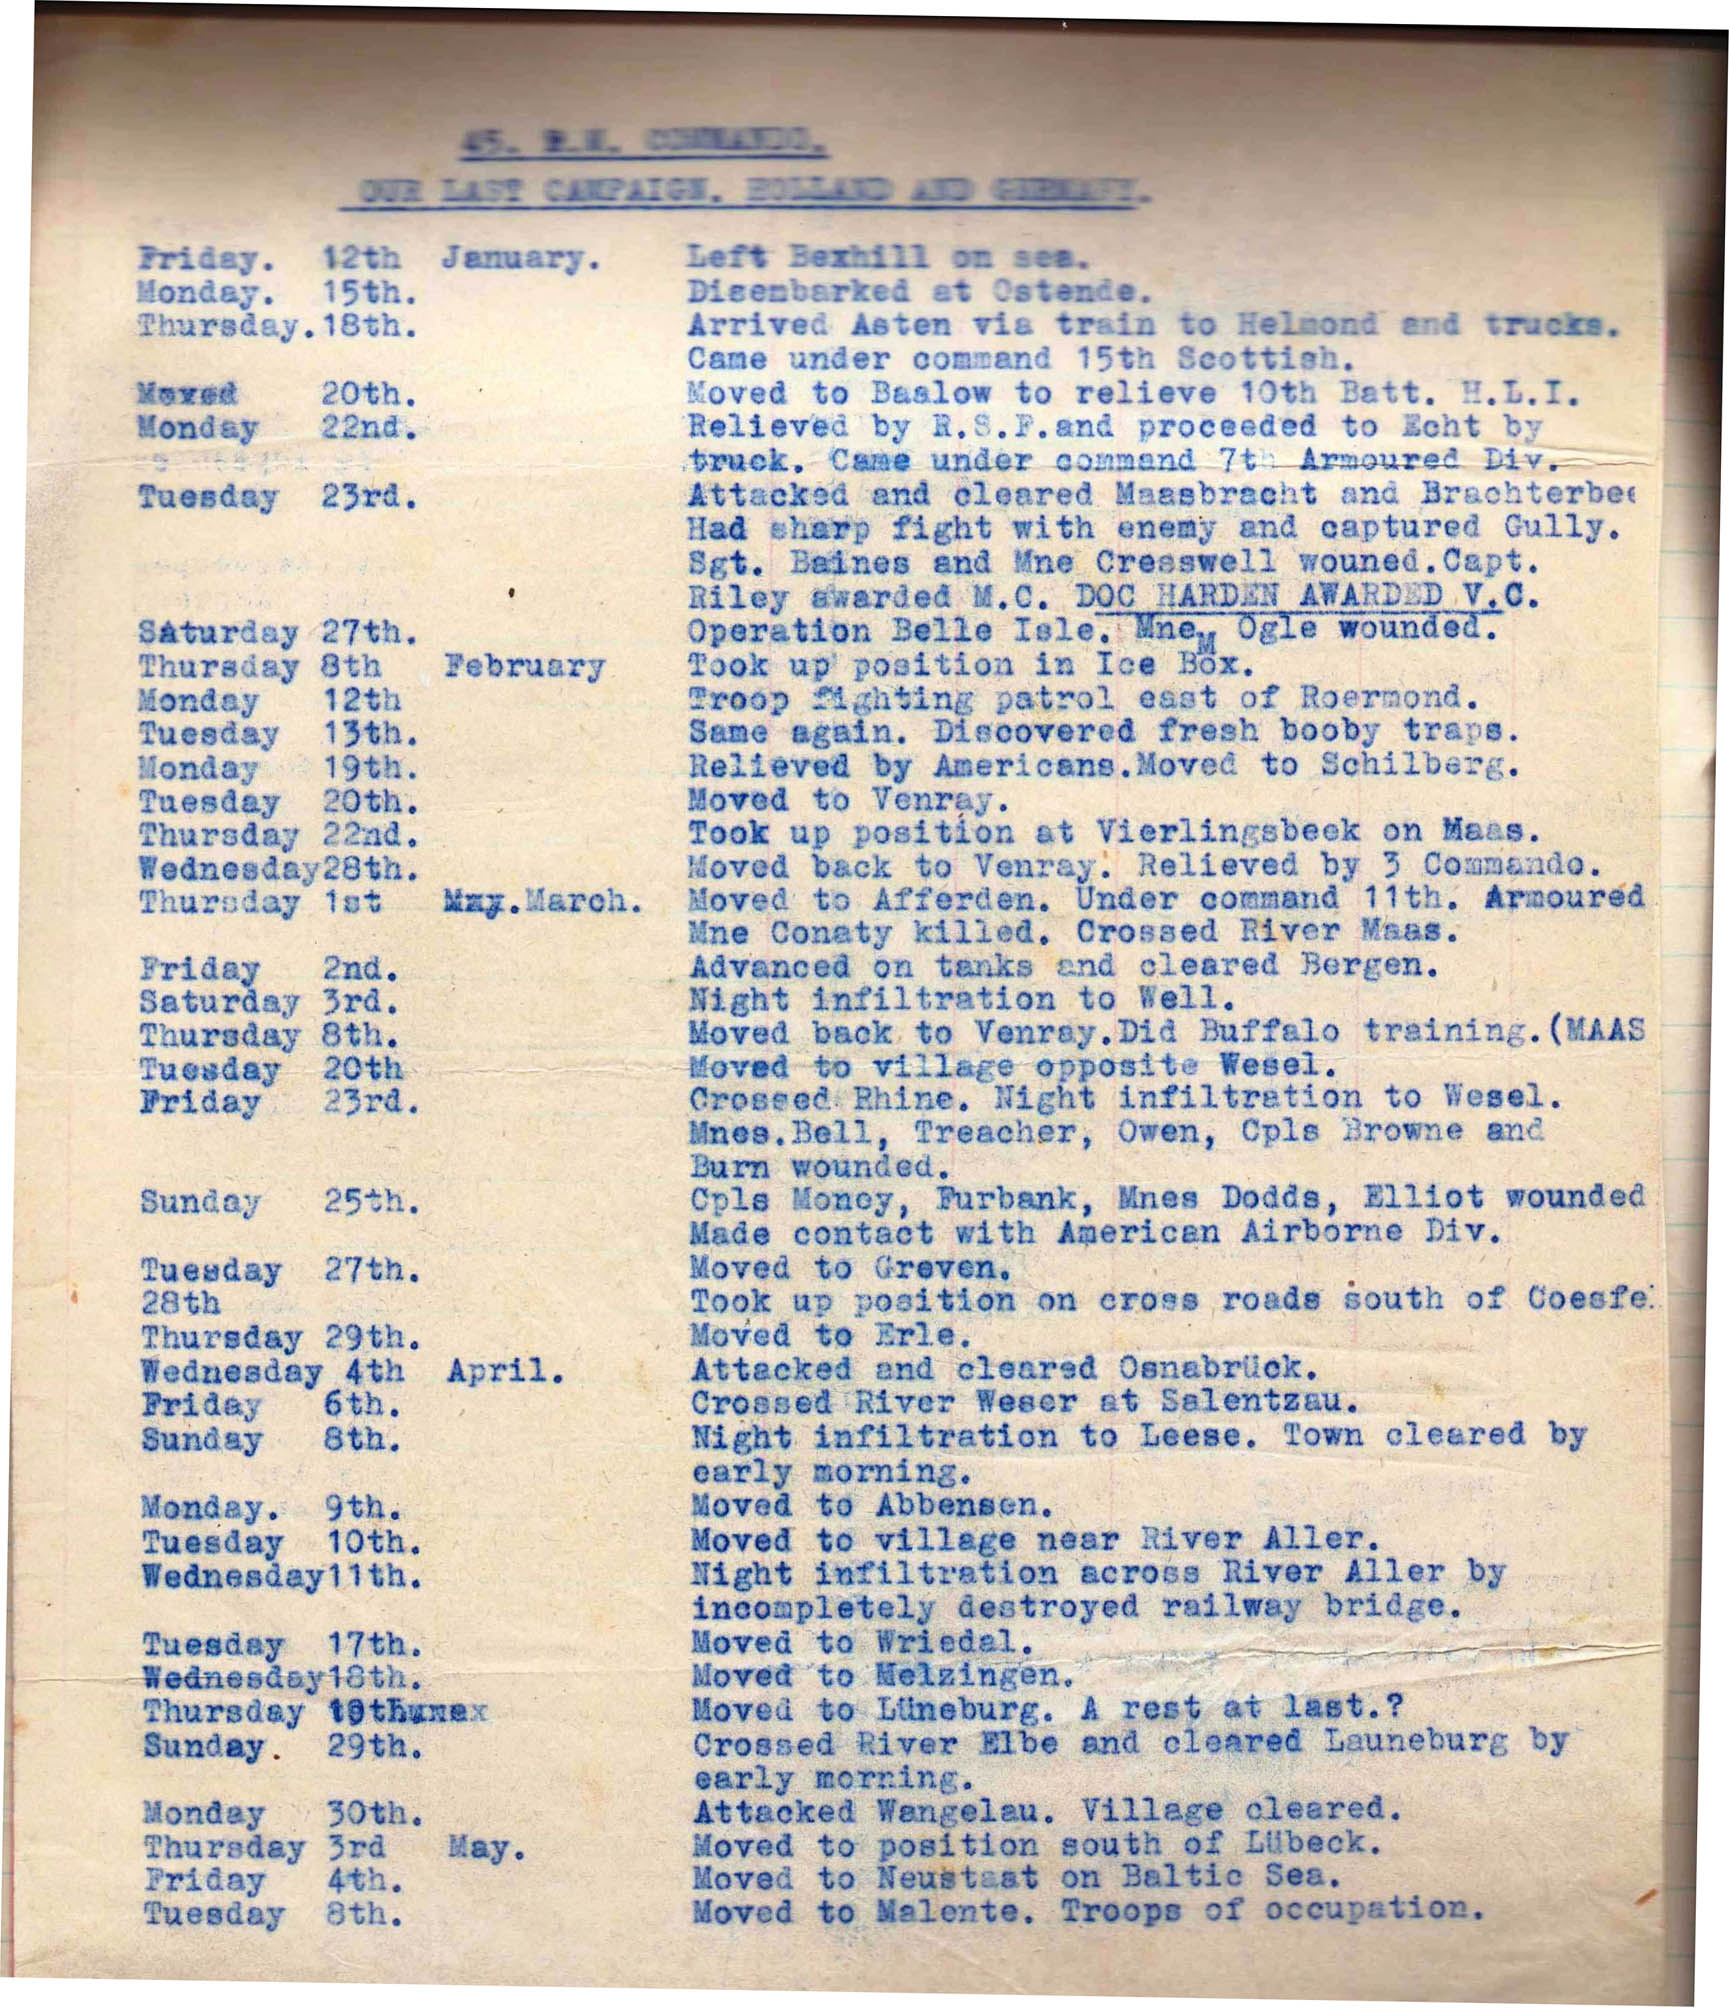 45. R.M. COMMANDO.
OUR LAST CAMPAIGN. HOLLAND AND GERMANY.
Friday. 12th January. Left Bexhill on sea.
Monday. 15th. Disembarked at Ostende.
Thursday.18th. Arrived Asten via train to Helmond and trucks.
Came under command 15th Scottish.
20th. Moved to Baalow to relieve 10th Batt. H.L.I.
Monday 22nd. Relieved by R.S.F.and proceeded to Echt by
truck. Came under command 7th Armoured Div.
Tuesday 23rd. Attacked and cleared Maasbracht and Brachterbee
Had sharp fight with enemy and captured Gully.
Sgt. Baines and Mne Cresswell wouned.Capt.
Riley awarded M.C. DOC HARDEN AWARDED V.C.
Saturday 27th. Operation Belle Isle. Mne Ogle wounded.
M
Thursday 8th February Took up position in Ice Box.
Monday 12th Troop fighting patrol east of Roermond.
Tuesday 13th. Same again. Discovered fresh booby traps.
Monday 19th. Relieved by Americans.Moved to Schilberg.
Tuesday 20th. Moved to Venray.
Thursday 22nd. Took up position at Vierlingsbeek on Maas.
Wednesday28th. Moved back to Venray. Relieved by 3 Commando.
Thursday 1st May.March. Moved to Afferden. Under command 11th. Armoured
Mne Conaty killed. Crossed River Maas.
Friday 2nd. Advanced on tanks and cleared Bergen.
Saturday 3rd. Night infiltration to Well.
Thursday 8th. Moved back to Venray.Did Buffalo training.(MAAS
Tuesday 20th Moved to village opposite Wesel.
Friday 23rd. Crossed Rhine. Night infiltration to Wesel.
Mnes.Bell, Treacher, Owen, Cpls Browne and
Burn wounded.
Sunday 25th. Cpls Money, Furbank, Mnes Dodds, Elliot wounded
Made contact with American Airborne Div.
Tuesday 27th. Moved to Greven.
28th Took up position on cross roads south of Coesfe
Thursday 29th. Moved to Erle.
Wednesday 4th April. Attacked and cleared Osnabrück.
Friday 6th. Crossed River Weser at Salentzau.
Sunday 8th. Night infiltration to Leese. Town cleared by
early morning.
Monday. 9th. Moved to Abbensen.
Tuesday 10th. Moved to village near River Aller.
Wednesday11th. Night infiltration across River Aller by
incompletely destroyed railway bridge.
Tuesday 17th. Moved to Wriedal.
Wednesday18th. Moved to Melzingen.
Thursday 19th Moved to Lüneburg. A rest at last.?
Sunday. 29th. Crossed River Elbe and cleared Launeburg by
early morning.
Monday 30th. Attacked Wangelau. Village cleared.
Thursday 3rd May. Moved to position south of Lübeck.
Friday 4th. Moved to Neustaat on Baltic Sea.
Tuesday 8th. Moved to Malente. Troops of occupation.